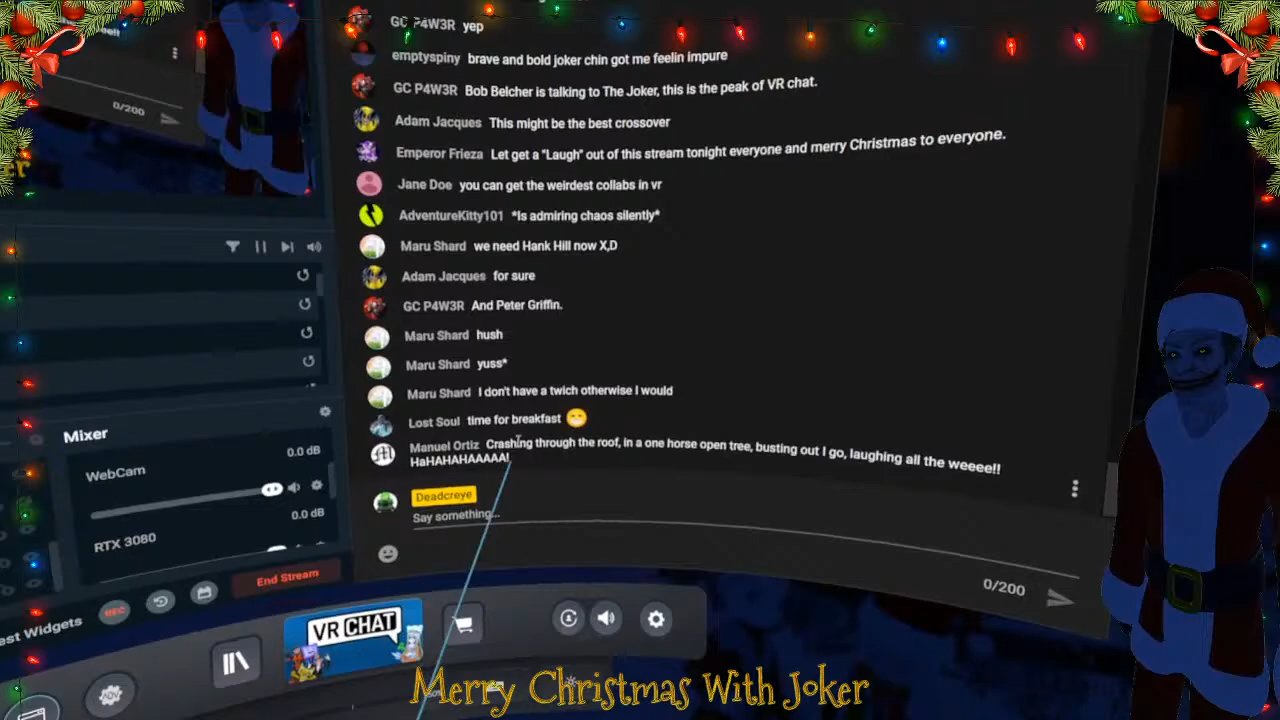 0/200
GC P4W3R yep
emptyspiny brave and bold joker chin got me feelin impure
GC P4W3R Bob Belcher is talking to The Joker, this is the peak of VR chat.
Adam Jacques This might be the best crossover
Emperor Frieza Let get a "Laugh" out of this stream tonight everyone and merry Christmas to everyone.
Jane Doe you can get the weirdest collabs in vr
AdventureKitty101 *Is admiring chaos silently*
Maru Shard we need Hank Hill now X,D
Adam Jacques for sure
GC P4W3R And Peter Griffin.
Maru Shard hush
Maru Shard yuss*
Maru Shard I don't have a twich otherwise I would
Lost Soul time for breakfast 😁
Manuel Ortiz Crashing through the roof, in a one horse open tree, busting out I go, laughing all the weeee!!
HaHAHAHAAAAA!
Deadcreye
Say something...
0/200
Mixer
WebCam 0.0 dB
RTX 3080 0.0 dB
Widgets REC End Stream
VR CHAT
Merry Christmas With Joker